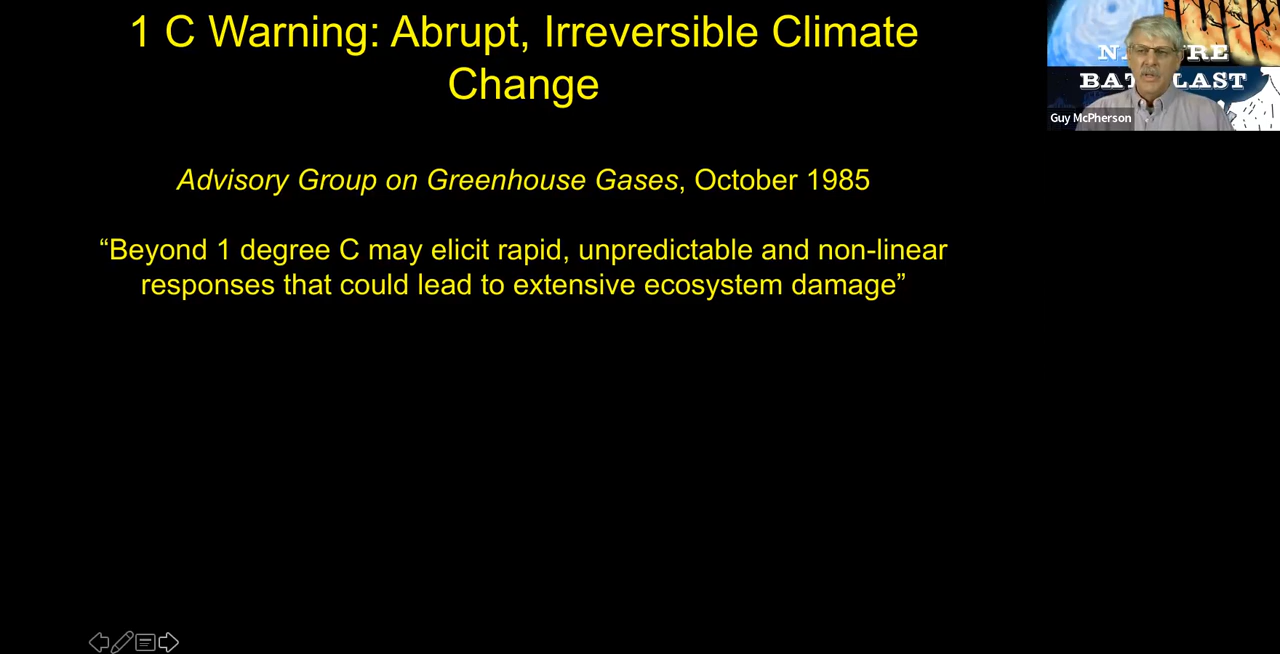 1 C Warning: Abrupt, Irreversible Climate
Change
Advisory Group on Greenhouse Gases, October 1985
“Beyond 1 degree C may elicit rapid, unpredictable and non-linear
responses that could lead to extensive ecosystem damage”
Guy McPherson